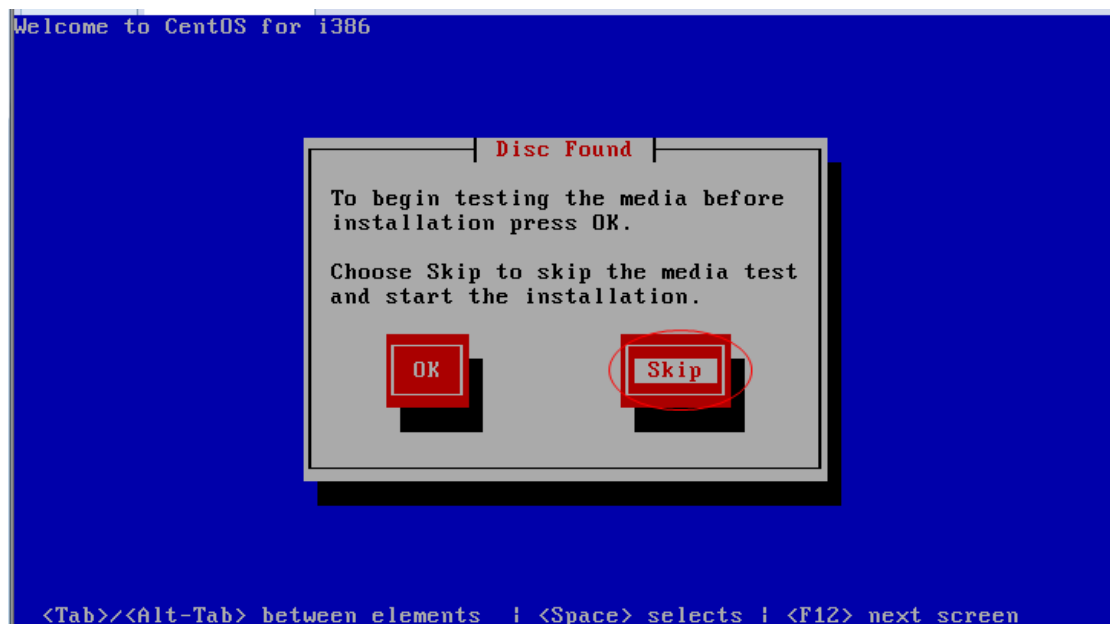 Welcome to CentOS for i386
Disc Found
To begin testing the media before
installation press OK.
Choose Skip to skip the media test
and start the installation.
OK Skip
<Tab>/<Alt-Tab> between elements | <Space> selects | <F12> next screen